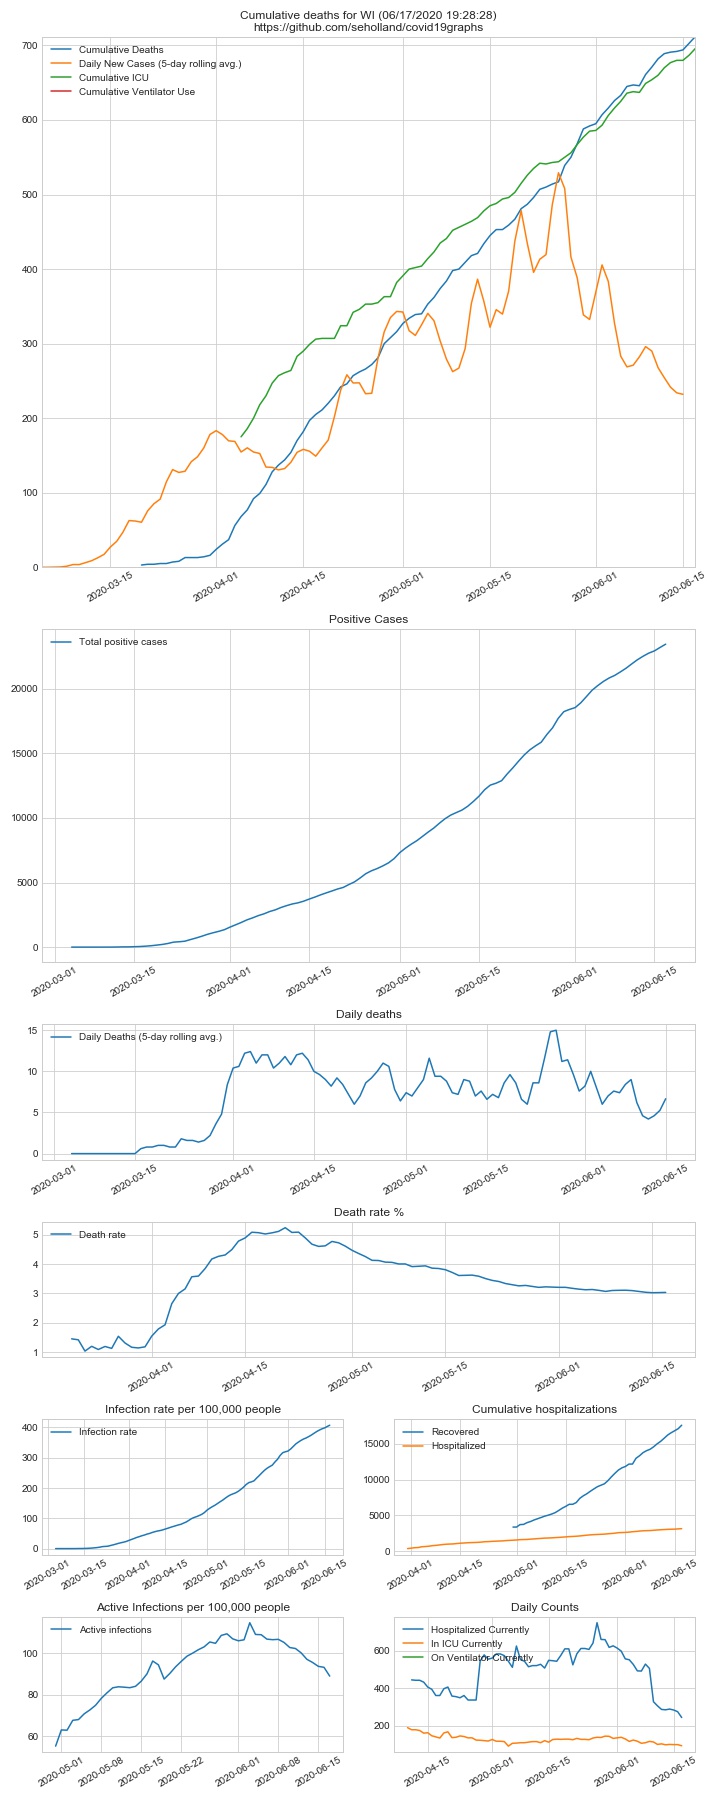 Cumulative deaths for WI (06/17/2020 19:28:28)
https://github.com/seholland/covid19graphs
Cumulative Deaths
Daily New Cases (5-day rolling avg.)
Cumulative ICU
Cumulative Ventilator Use
700
600
500
400
300
200
100
0
2020-03-15 2020-04-01 2020-04-15 2020-05-01 2020-05-15 2020-06-01 2020-06-15
Positive Cases
Total positive cases
20000
15000
10000
5000
0
2020-03-01 2020-03-15 2020-04-01 2020-04-15 2020-05-01 2020-05-15 2020-06-01 2020-06-15
Daily deaths
Daily Deaths (5-day rolling avg.)
15
10
5
0
2020-03-01 2020-03-15 2020-04-01 2020-04-15 2020-05-01 2020-05-15 2020-06-01 2020-06-15
Death rate %
Death rate
5
4
3
2
1
2020-04-01 2020-04-15 2020-05-01 2020-05-15 2020-06-01 2020-06-15
Infection rate per 100,000 people
Infection rate
400
300
200
100
0
2020-03-01 2020-03-15 2020-04-01 2020-04-15 2020-05-01 2020-05-15 2020-06-01 2020-06-15
Cumulative hospitalizations
Recovered
Hospitalized
15000
10000
5000
0
2020-04-01 2020-04-15 2020-05-01 2020-05-15 2020-06-01 2020-06-15
Active Infections per 100,000 people
Active infections
100
80
60
2020-05-01 2020-05-08 2020-05-15 2020-05-22 2020-06-01 2020-06-08 2020-06-15
Daily Counts
Hospitalized Currently
In ICU Currently
On Ventilator Currently
600
400
200
2020-04-15 2020-05-01 2020-05-15 2020-06-01 2020-06-15